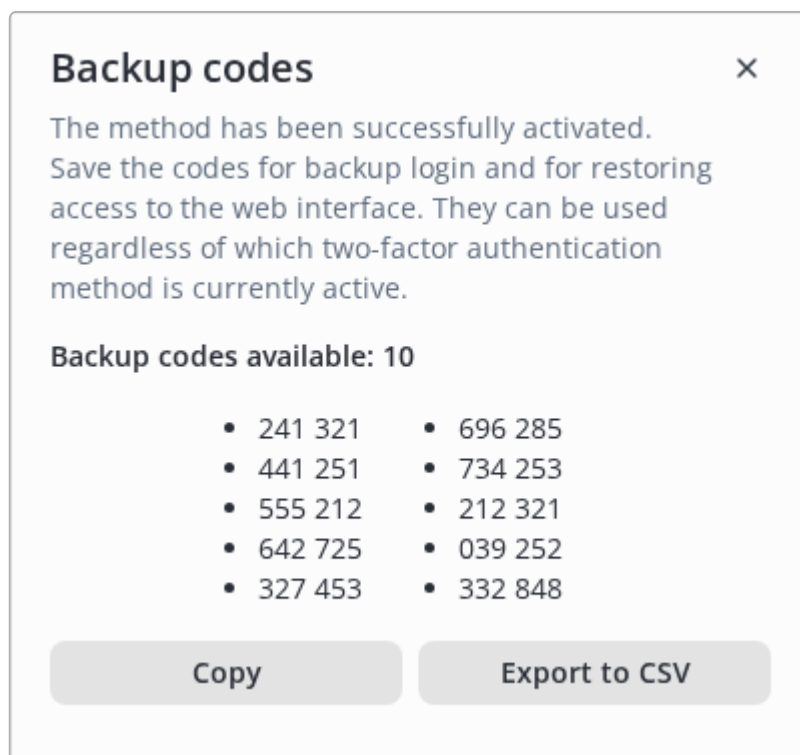 Backup codes
The method has been successfully activated.
Save the codes for backup login and for restoring
access to the web interface. They can be used
regardless of which two-factor authentication
method is currently active.
Backup codes available: 10
• 241 321 • 696 285
• 441 251 • 734 253
• 555 212 • 212 321
• 642 725 • 039 252
• 327 453 • 332 848
Copy Export to CSV